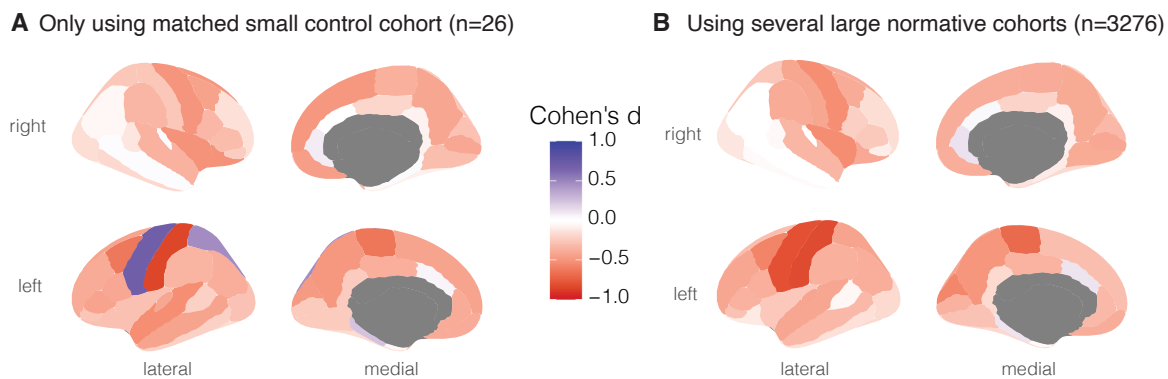 A Only using matched small control cohort (n=26)
B Using several large normative cohorts (n=3276)
right
Cohen's d
1.0
0.5
0.0
−0.5
−1.0
right
left
left
lateral
medial
lateral
medial